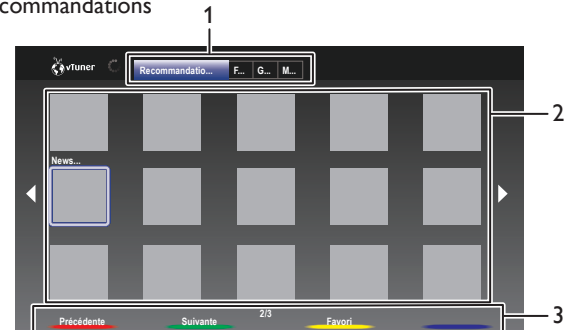 commandations
1
vTuner
Recommandatio... F... G... M...
2
News...
2/3
Précédente Suivante Favori
3